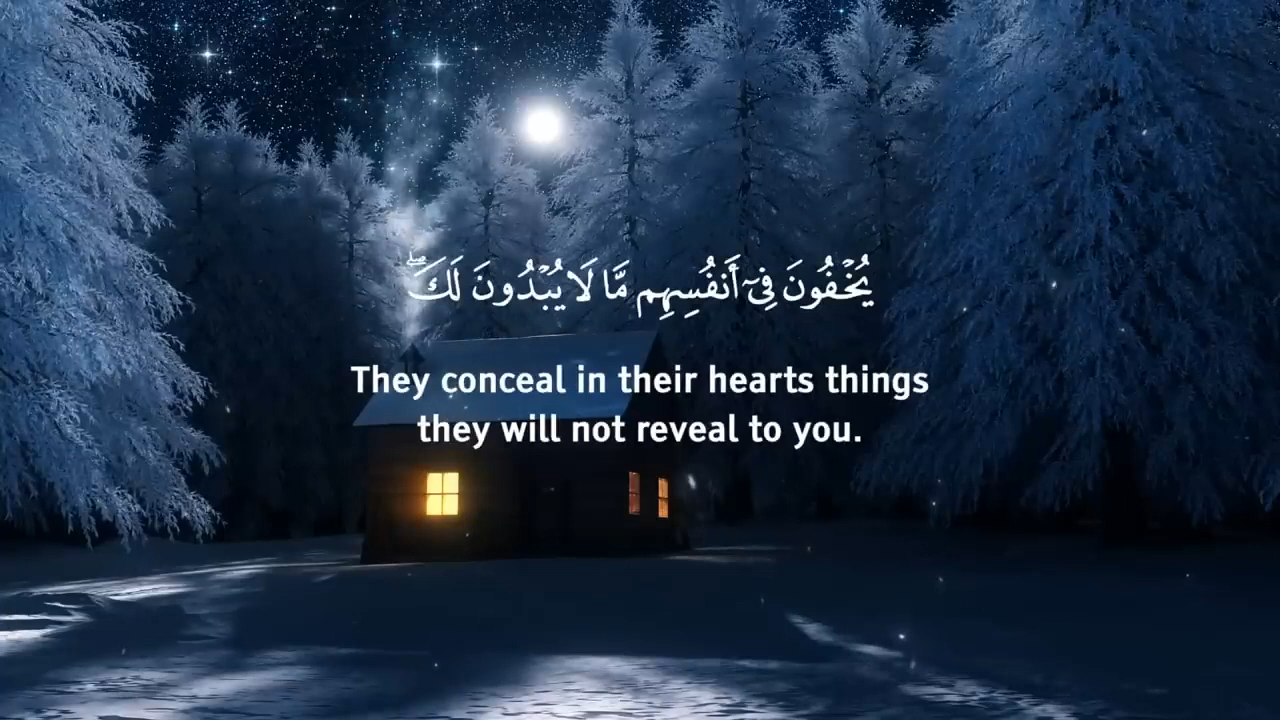 يُخْفُونَ فِىٓ أَنفُسِهِم مَّا لَا يُبْدُونَ لَكَ ۖ
They conceal in their hearts things
they will not reveal to you.